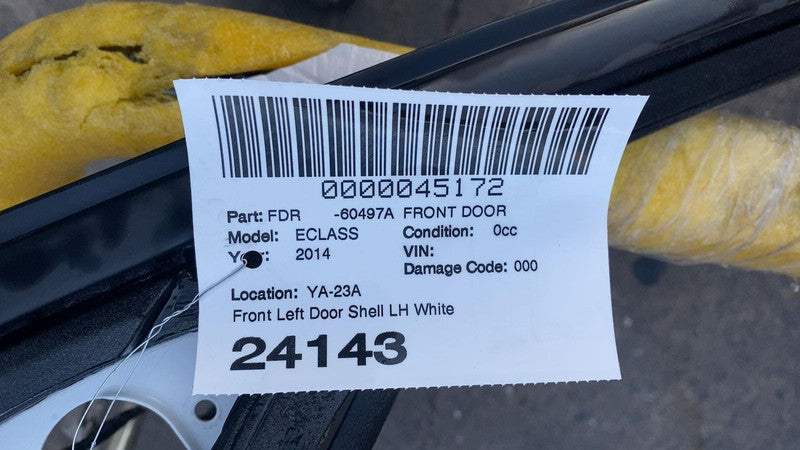 0000045172
Part: FDR -60497A FRONT DOOR
Model: ECLASS Condition: 0cc
2014 VIN:
Damage Code: 000
Location: YA-23A
Front Left Door Shell LH White
24143